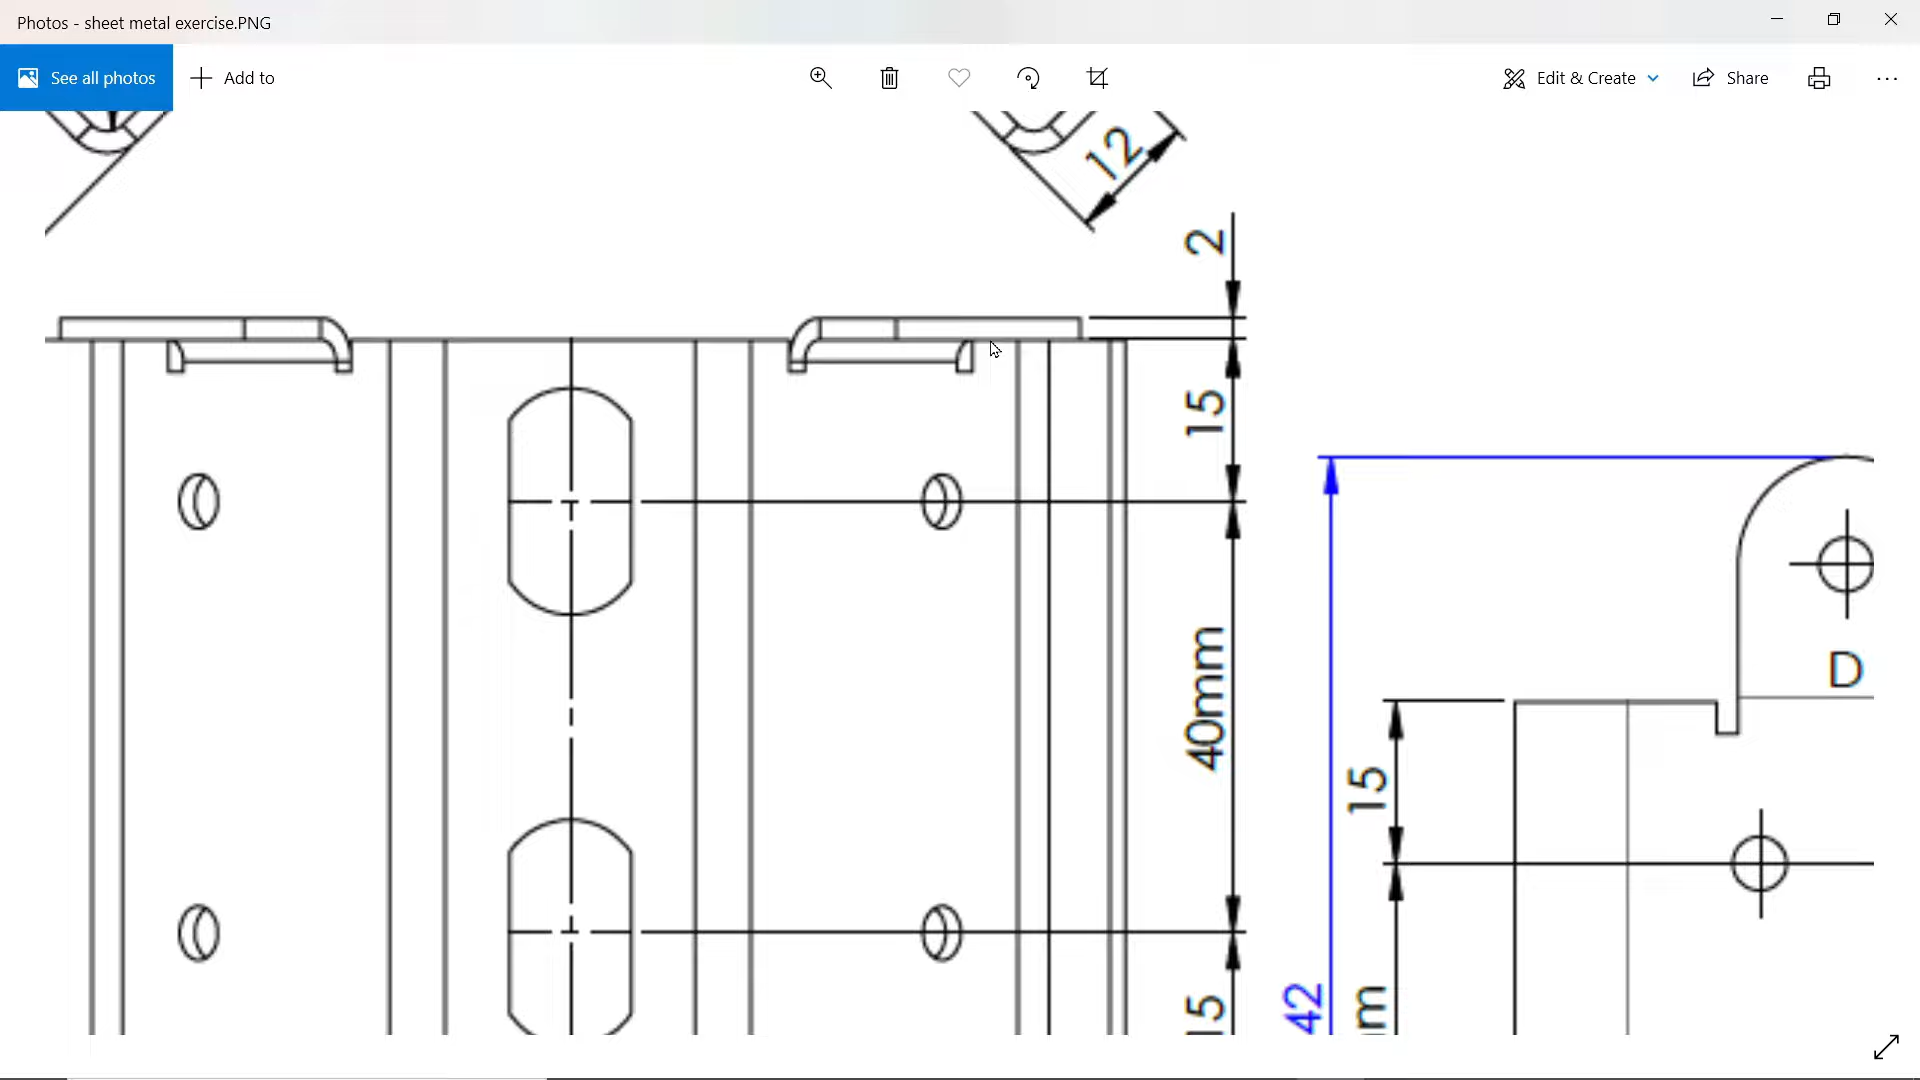 Photos - sheet metal exercise.PNG
See all photos
Add to
Edit & Create
Share
12
2
15
40mm
D
15
15
42
m